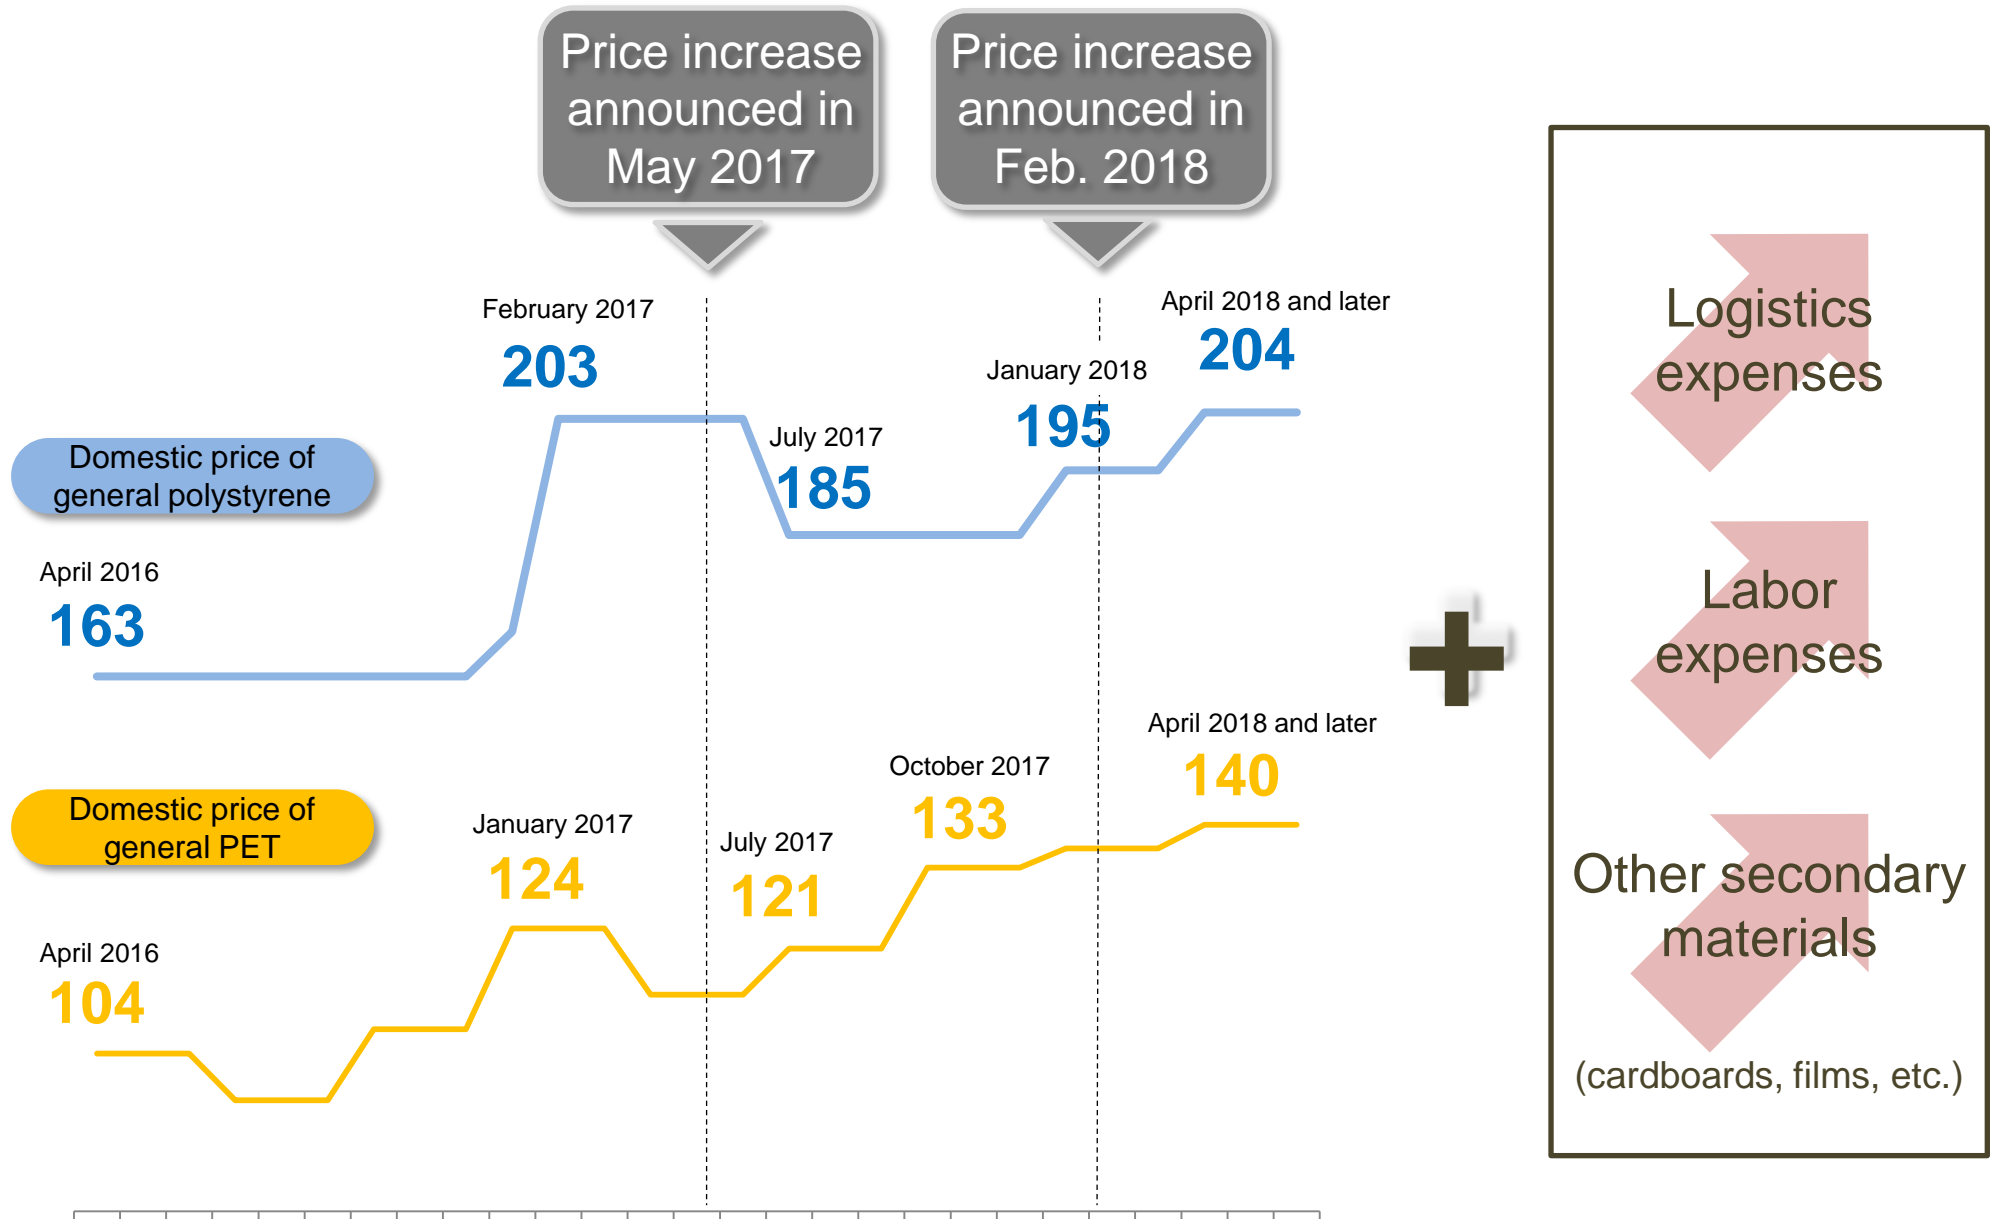 Price increase
announced in
May 2017
Price increase
announced in
Feb. 2018
February 2017
203
July 2017
185
January 2018
195
April 2018 and later
204
Domestic price of
general polystyrene
April 2016
163
Domestic price of
general PET
April 2016
104
January 2017
124
July 2017
121
October 2017
133
April 2018 and later
140
Logistics
expenses
Labor
expenses
Other secondary
materials
(cardboards, films, etc.)